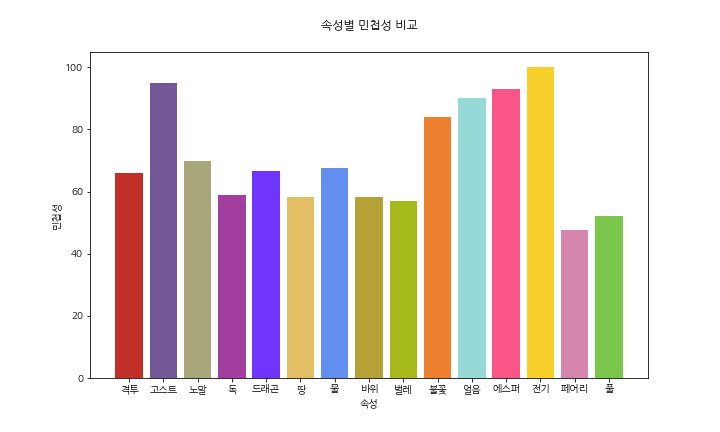 속성별 민첩성 비교
민첩성
100
80
60
40
20
0
격투 고스트 노말 독 드래곤 땅 물 바위 벌레 불꽃 얼음 에스퍼 전기 페어리 풀
속성